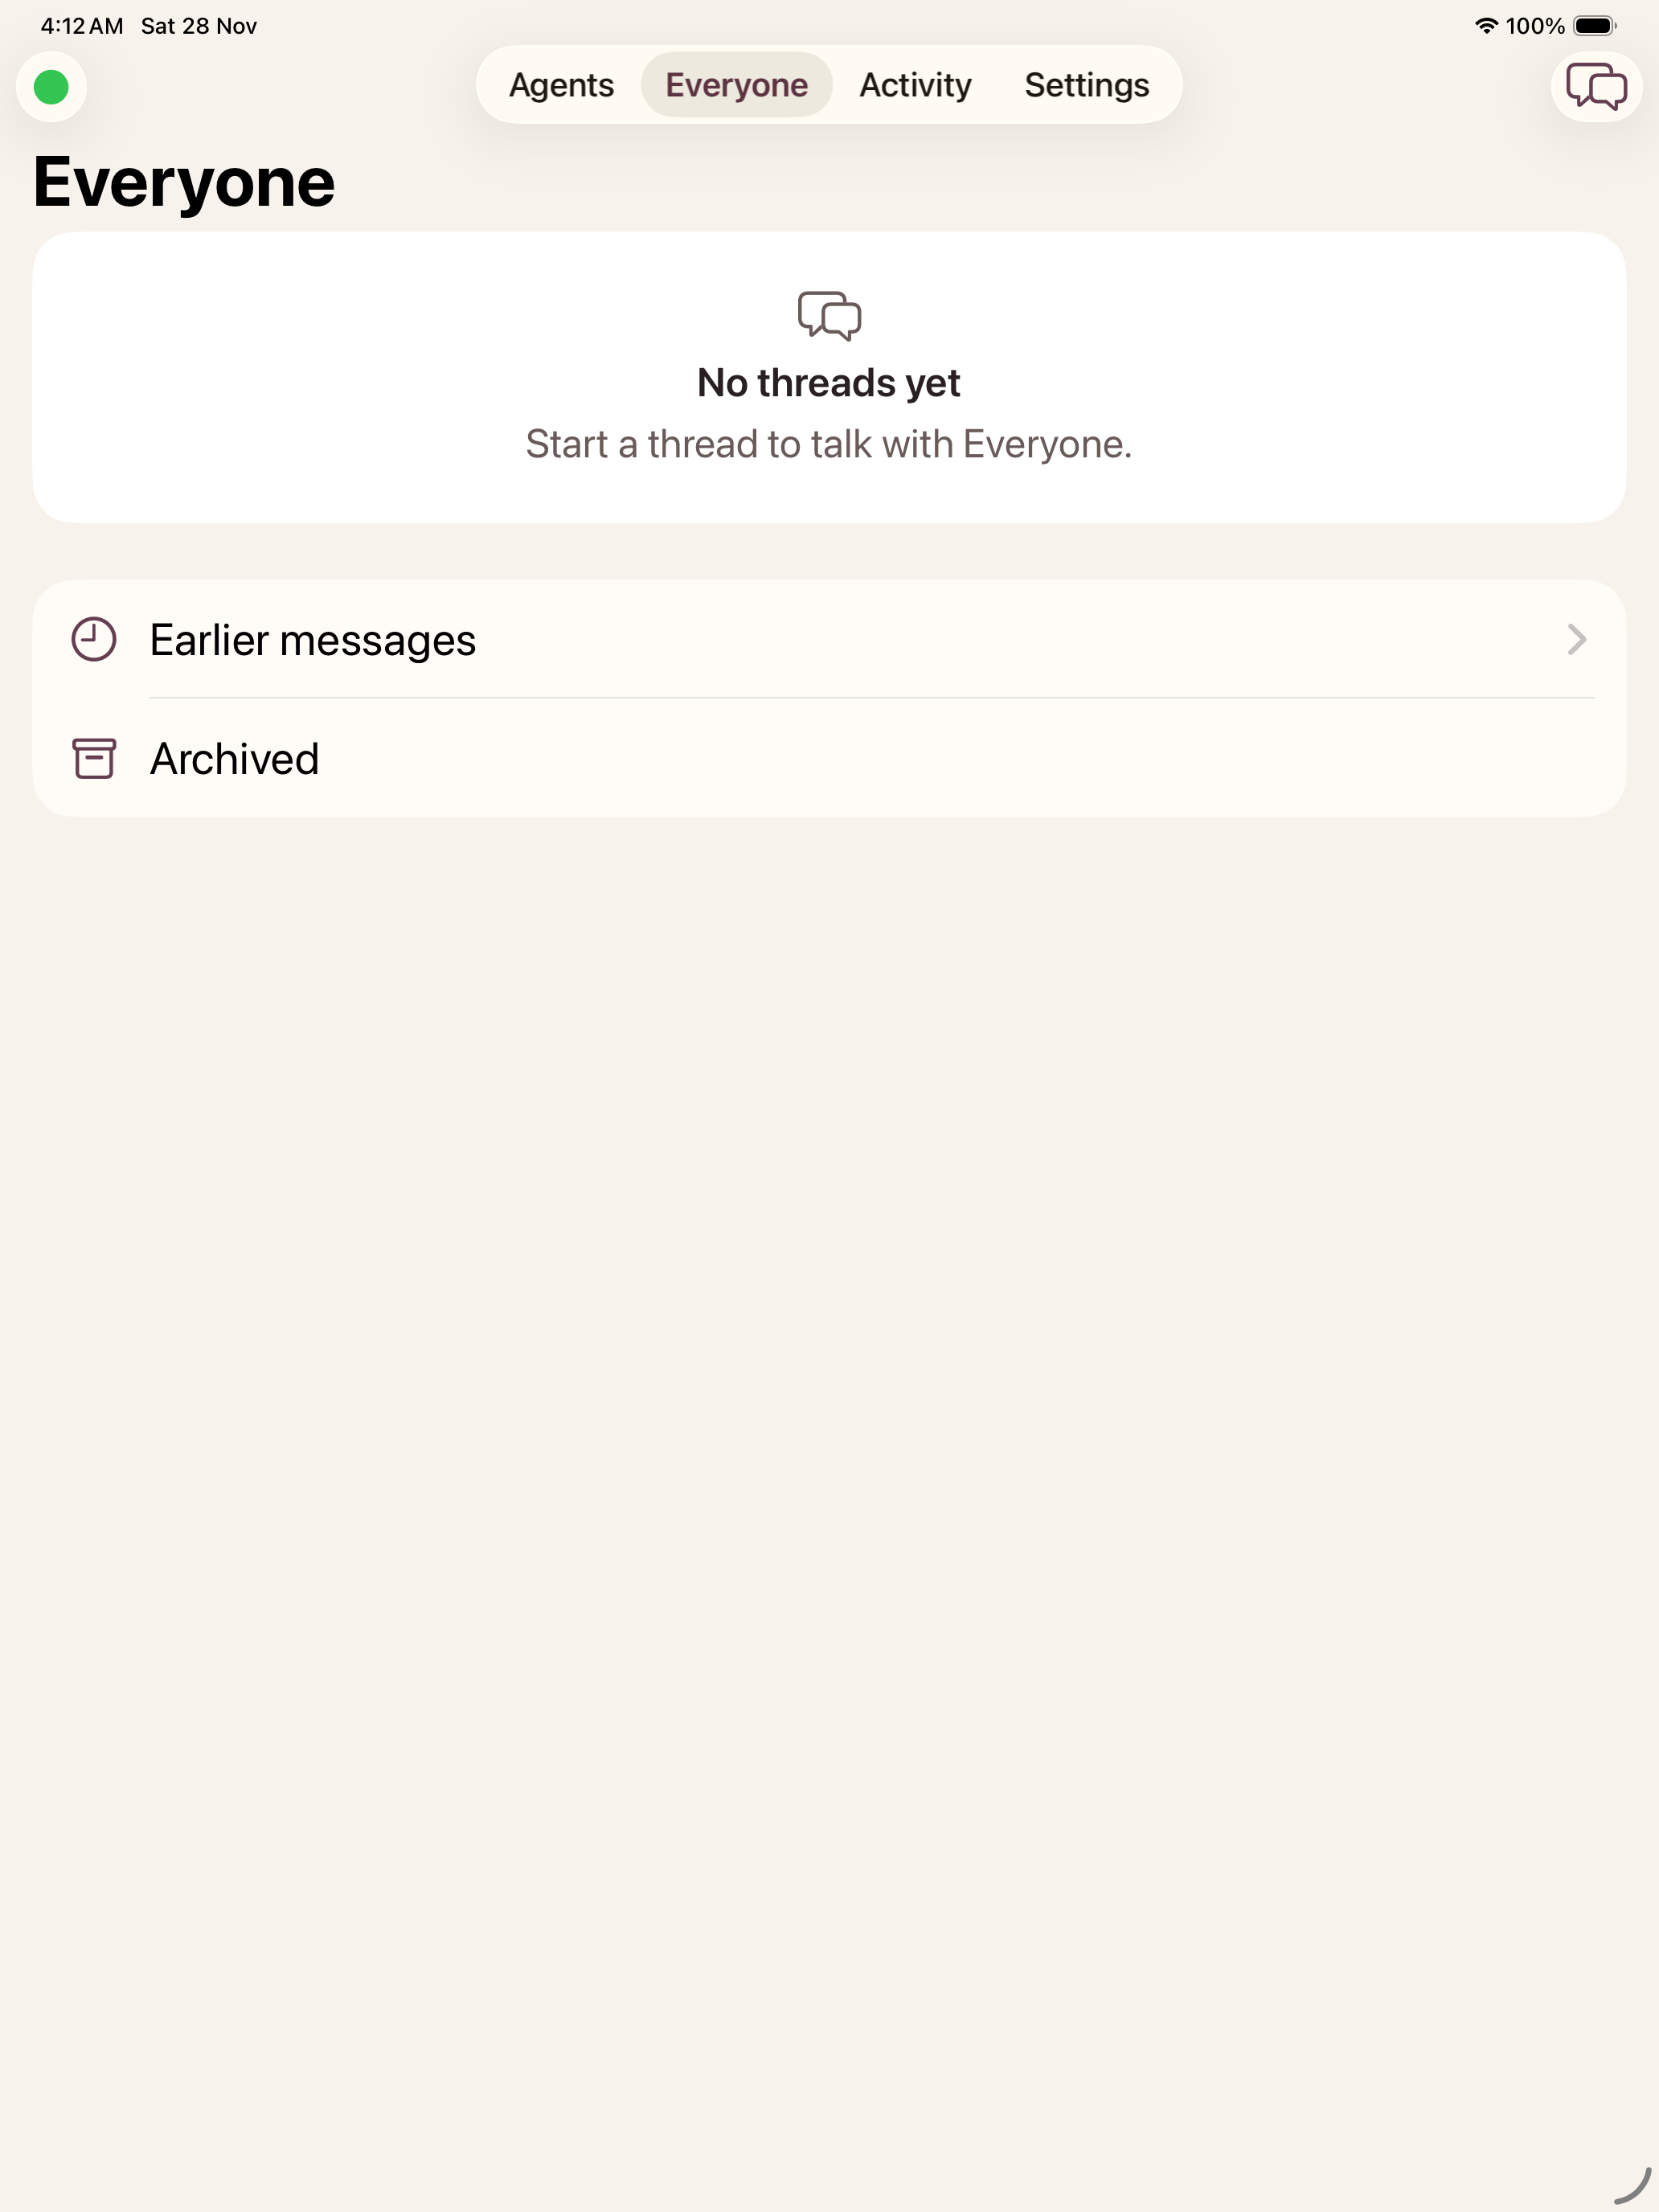 4:12 AM Sat 28 Nov 100%
Agents Everyone Activity Settings
Everyone
No threads yet
Start a thread to talk with Everyone.
Earlier messages
Archived